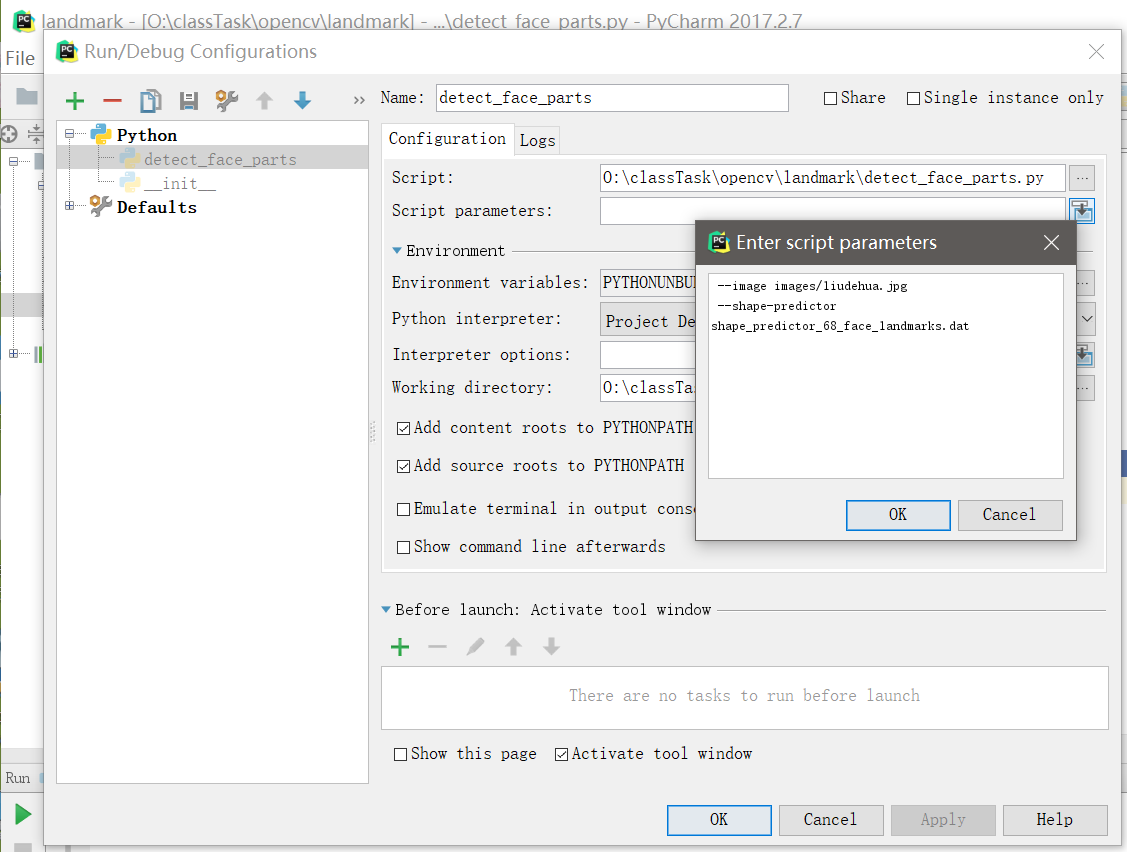 landmark - [O:\classTask\opencv\landmark] - ...\detect_face_parts.py - PyCharm 2017.2.7
File
Run/Debug Configurations
Name: detect_face_parts Share Single instance only
Python
detect_face_parts
__init__
Defaults
Configuration Logs
Script: O:\classTask\opencv\landmark\detect_face_parts.py
Script parameters:
Environment
Environment variables: PYTHONUNBU
Python interpreter: Project De
Interpreter options:
Working directory: O:\classTa
Add content roots to PYTHONPATH
Add source roots to PYTHONPATH
Emulate terminal in output cons
Show command line afterwards
Enter script parameters
--image images/liudehua.jpg
--shape-predictor
shape_predictor_68_face_landmarks.dat
OK Cancel
Before launch: Activate tool window
There are no tasks to run before launch
Show this page Activate tool window
Run
OK Cancel Apply Help